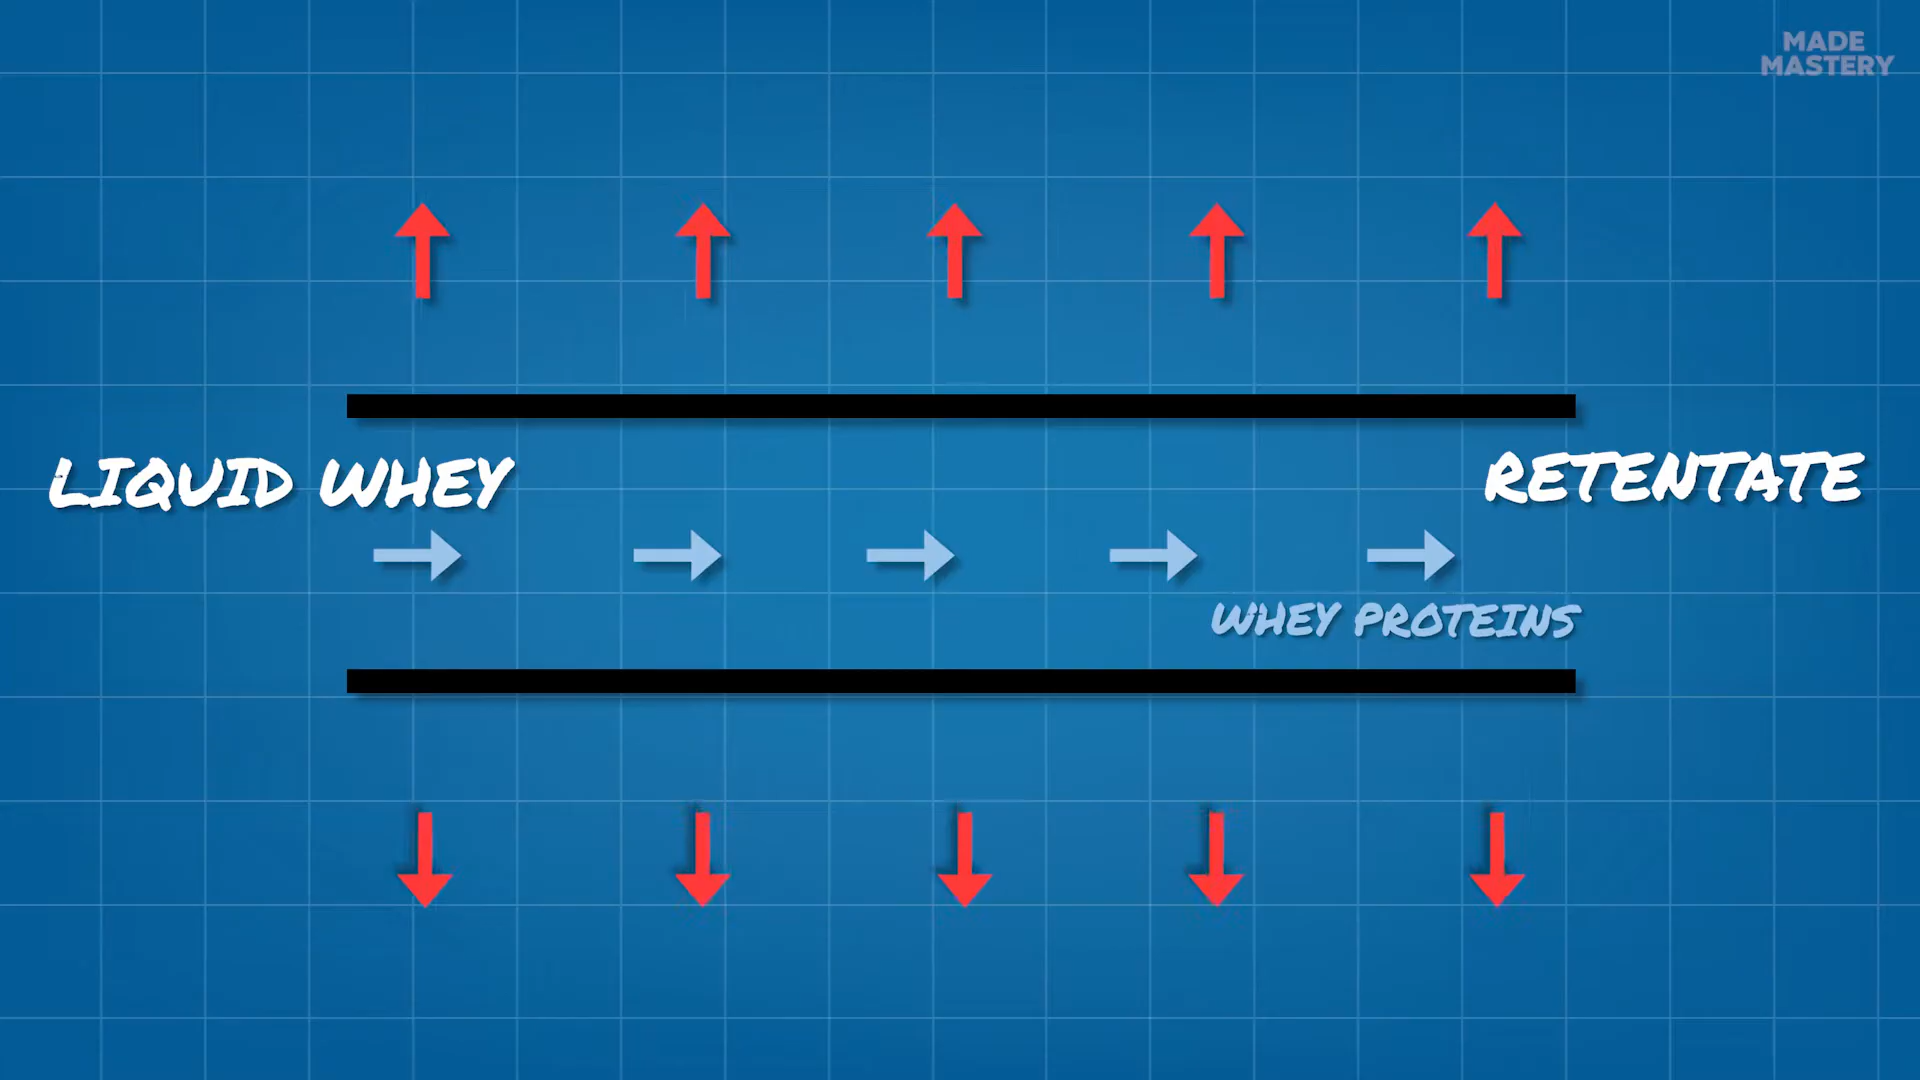 MADE
MASTERY
LIQUID WHEY
RETENTATE
WHEY PROTEINS